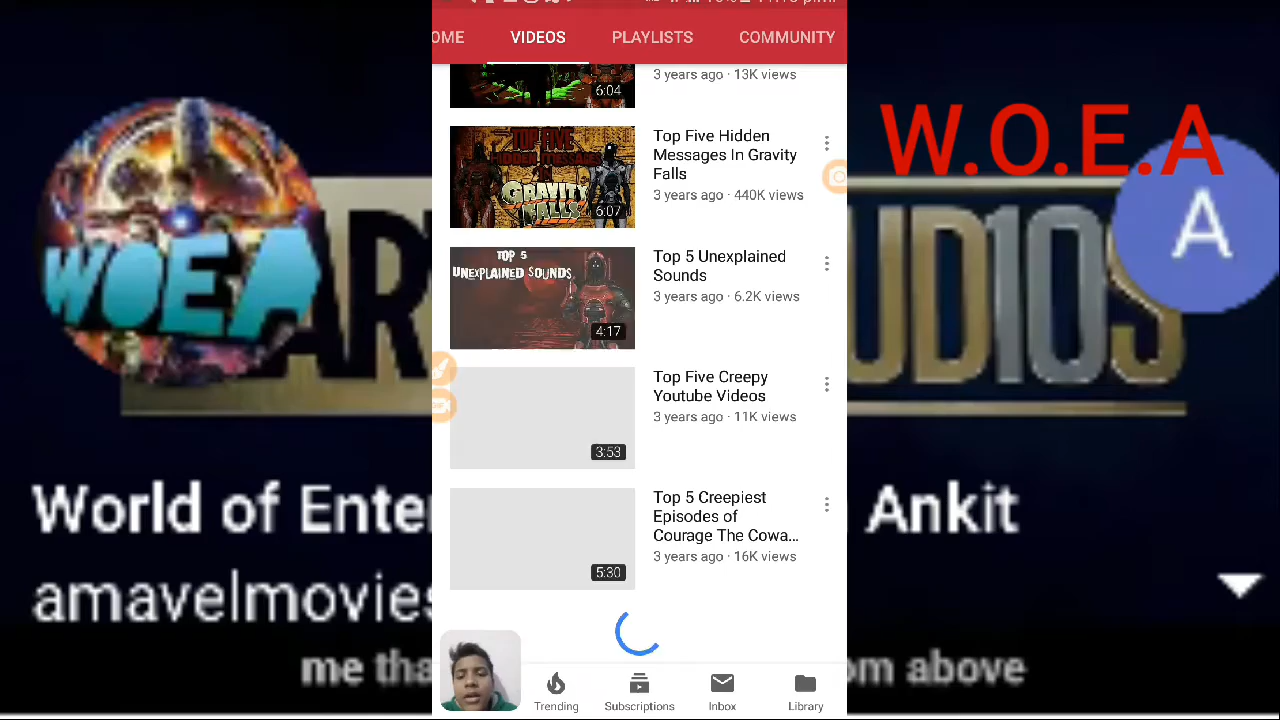 OME VIDEOS PLAYLISTS COMMUNITY
3 years ago · 13K views
6:04
W.O.E.A
TOP FIVE
HIDDEN MESSAGES
IN
GRAVITY
FALLS
6:07
Top Five Hidden
Messages In Gravity
Falls
3 years ago · 440K views
A
WOEA
AR
UD10S
TOP 5
UNEXPLAINED SOUNDS
4:17
Top 5 Unexplained
Sounds
3 years ago · 6.2K views
3:53
Top Five Creepy
Youtube Videos
3 years ago · 11K views
5:30
Top 5 Creepiest
Episodes of
Courage The Cowa...
3 years ago · 16K views
World of Enter Ankit
amavelmovies
me tha om above
Trending Subscriptions Inbox Library